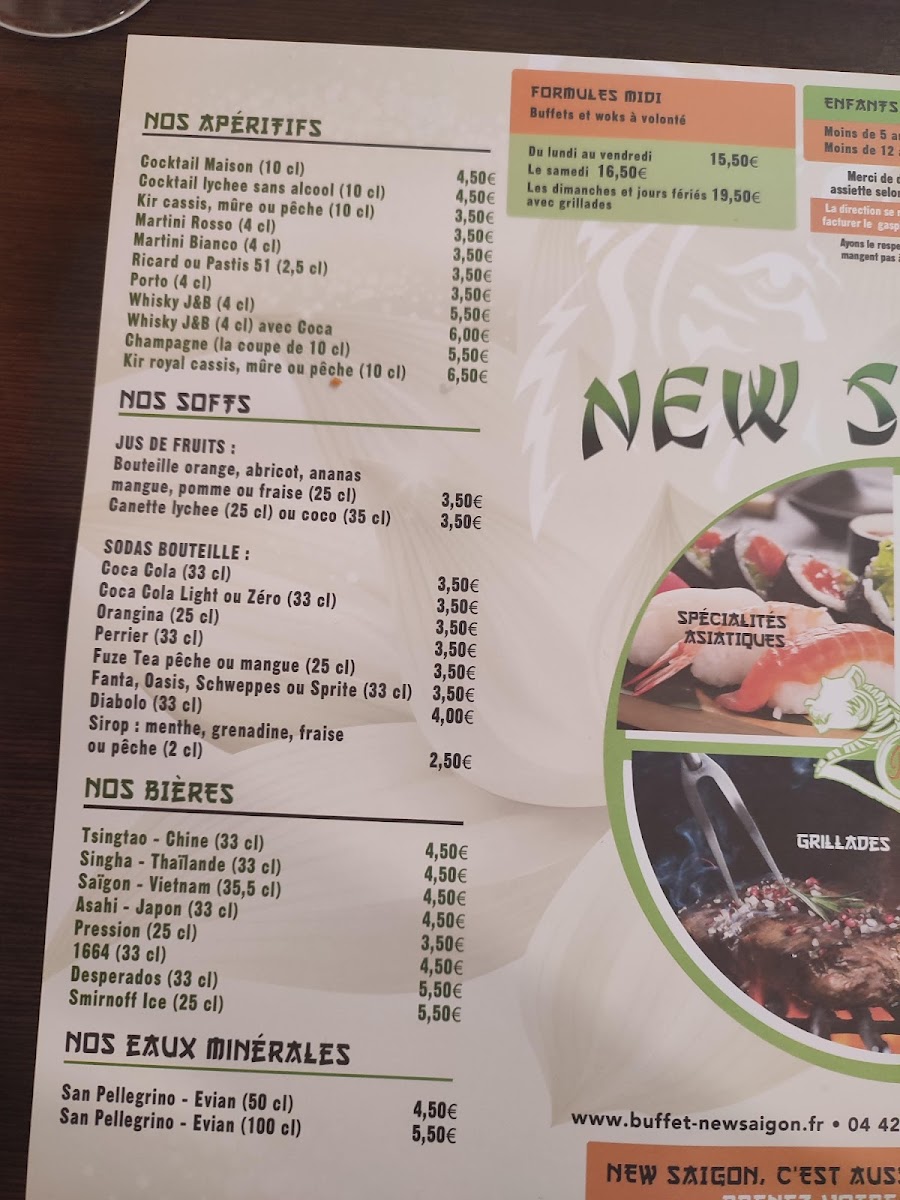 NOS APÉRITIFS
Cocktail Maison (10 cl) 4,50€
Cocktail lychee sans alcool (10 cl) 4,50€
Kir cassis, mûre ou pêche (10 cl) 3,50€
Martini Rosso (4 cl) 3,50€
Martini Bianco (4 cl) 3,50€
Ricard ou Pastis 51 (2,5 cl) 3,50€
Porto (4 cl) 3,50€
Whisky J&B (4 cl) 5,50€
Whisky J&B (4 cl) avec Coca 6,00€
Champagne (la coupe de 10 cl) 5,50€
Kir royal cassis, mûre ou pêche (10 cl) 6,50€
NOS SOFTS
JUS DE FRUITS :
Bouteille orange, abricot, ananas
mangue, pomme ou fraise (25 cl) 3,50€
Canette lychee (25 cl) ou coco (35 cl) 3,50€
SODAS BOUTEILLE :
Coca Cola (33 cl) 3,50€
Coca Cola Light ou Zéro (33 cl) 3,50€
Orangina (25 cl) 3,50€
Perrier (33 cl) 3,50€
Fuze Tea pêche ou mangue (25 cl) 3,50€
Fanta, Oasis, Schweppes ou Sprite (33 cl) 3,50€
Diabolo (33 cl) 4,00€
Sirop : menthe, grenadine, fraise
ou pêche (2 cl) 2,50€
NOS BIÈRES
Tsingtao - Chine (33 cl) 4,50€
Singha - Thaïlande (33 cl) 4,50€
Saïgon - Vietnam (35,5 cl) 4,50€
Asahi - Japon (33 cl) 4,50€
Pression (25 cl) 3,50€
1664 (33 cl) 4,50€
Desperados (33 cl) 5,50€
Smirnoff Ice (25 cl) 5,50€
NOS EAUX MINÉRALES
San Pellegrino - Evian (50 cl) 4,50€
San Pellegrino - Evian (100 cl) 5,50€
FORMULES MIDI
Buffets et woks à volonté
Du lundi au vendredi 15,50€
Le samedi 16,50€
Les dimanches et jours fériés 19,50€
avec grillades
ENFANTS
Moins de 5
Moins de 12
Merci de
assiette selon
La direction se
facturer le
Ayons le
mangent pas
NEW S
SPÉCIALITÉS
ASIATIQUES
GRILLADES
www.buffet-newsaigon.fr • 04 42
NEW SAIGON, C'EST